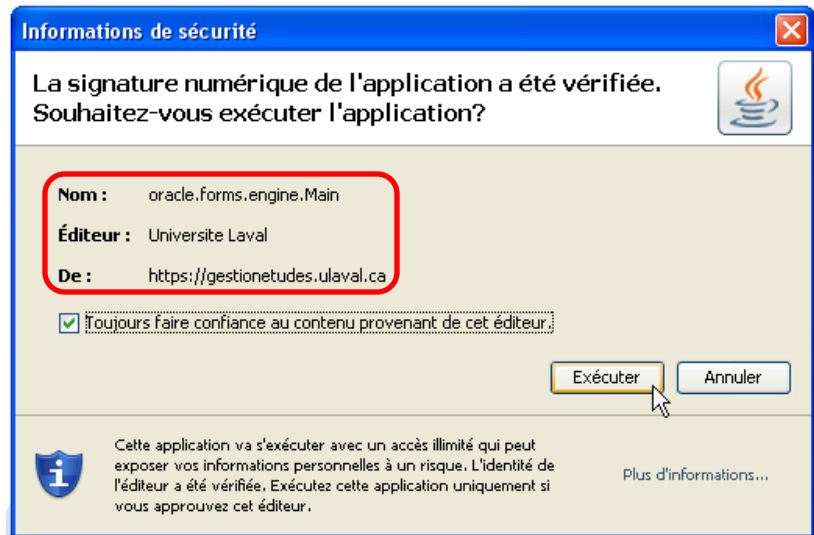 Informations de sécurité
La signature numérique de l'application a été vérifiée.
Souhaitez-vous exécuter l'application?
Nom : oracle.forms.engine.Main
Éditeur : Universite Laval
De : https://gestionetudes.ulaval.ca
Toujours faire confiance au contenu provenant de cet éditeur.
Exécuter Annuler
Cette application va s'exécuter avec un accès illimité qui peut
exposer vos informations personnelles à un risque. L'identité de
l'éditeur a été vérifiée. Exécutez cette application uniquement si
vous approuvez cet éditeur.
Plus d'informations...